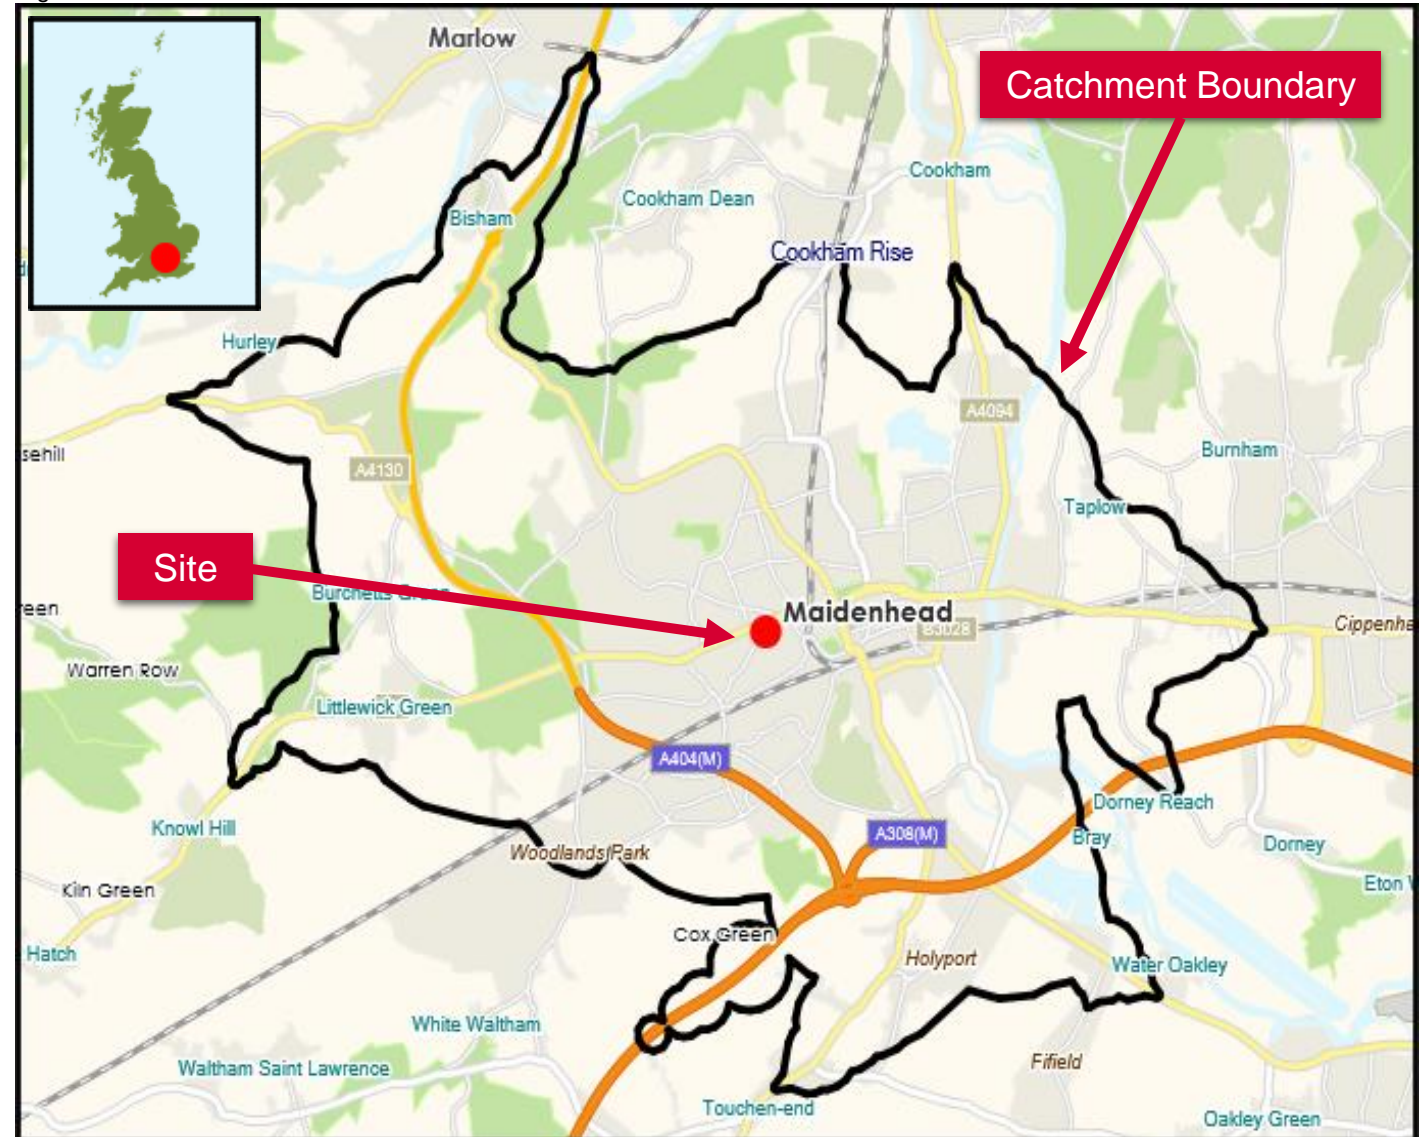 Marlow
Catchment Boundary
Cookham
Cookham Dean
Bisham
Cookham Rise
Hurley
A4094
sehill
A4130
Burnham
Taplow
Site
Burchetts Green
een
Maidenhead
B3028
Cippenha
Warren Row
Littlewick Green
A404(M)
Dorney Reach
Knowl Hill
A308(M)
Bray
Dorney
Woodlands Park
Kiln Green
Eton
Cox Green
Hatch
Holyport
Water Oakley
White Waltham
Fifield
Waltham Saint Lawrence
Touchen-end
Oakley Green